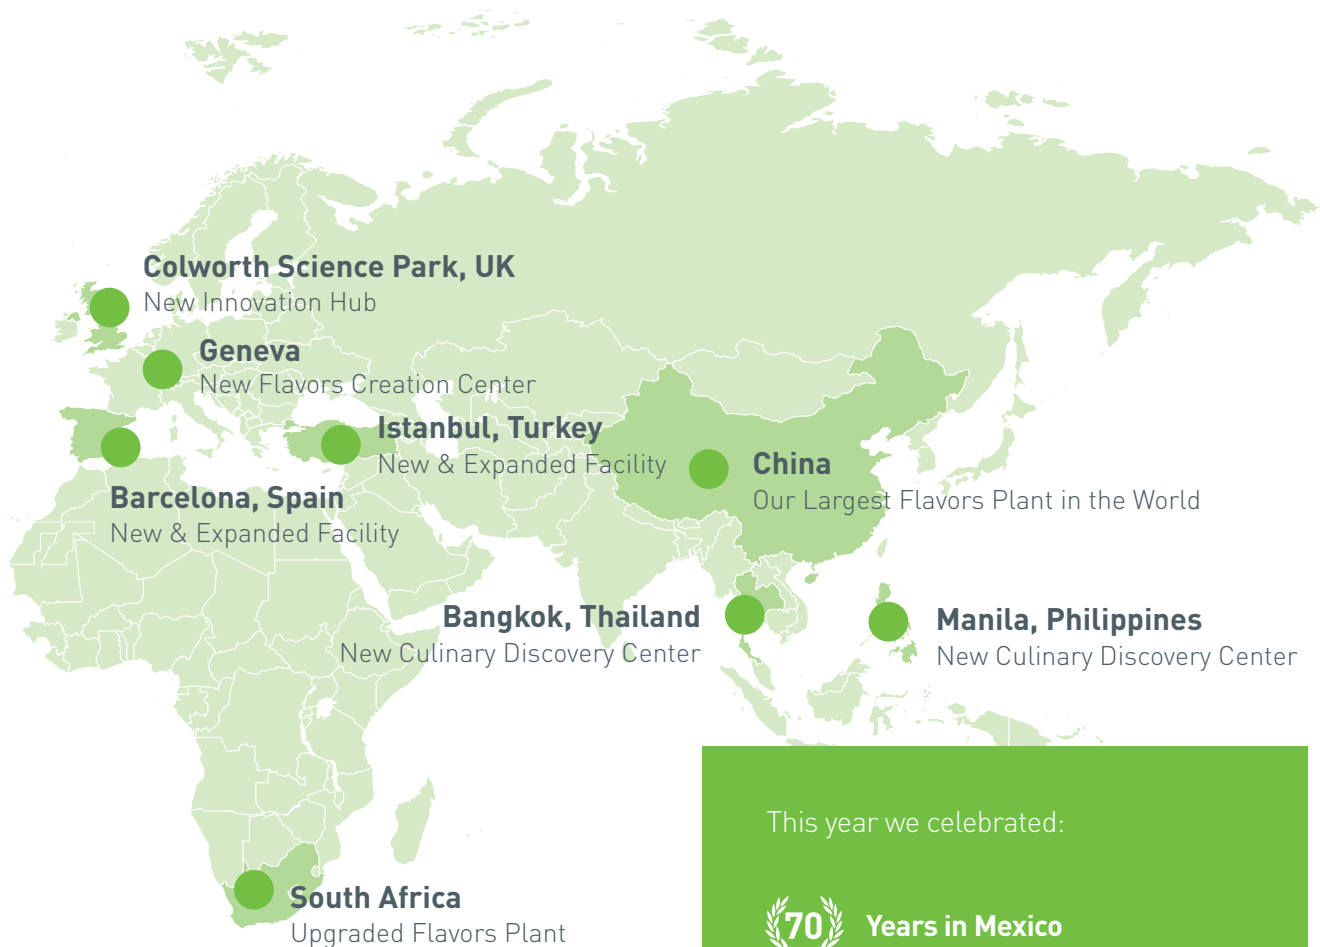 Colworth Science Park, UK
New Innovation Hub
Geneva
New Flavors Creation Center
Istanbul, Turkey
New & Expanded Facility
China
Our Largest Flavors Plant in the World
Barcelona, Spain
New & Expanded Facility
Bangkok, Thailand
New Culinary Discovery Center
Manila, Philippines
New Culinary Discovery Center
South Africa
Upgraded Flavors Plant
This year we celebrated:
70 Years in Mexico